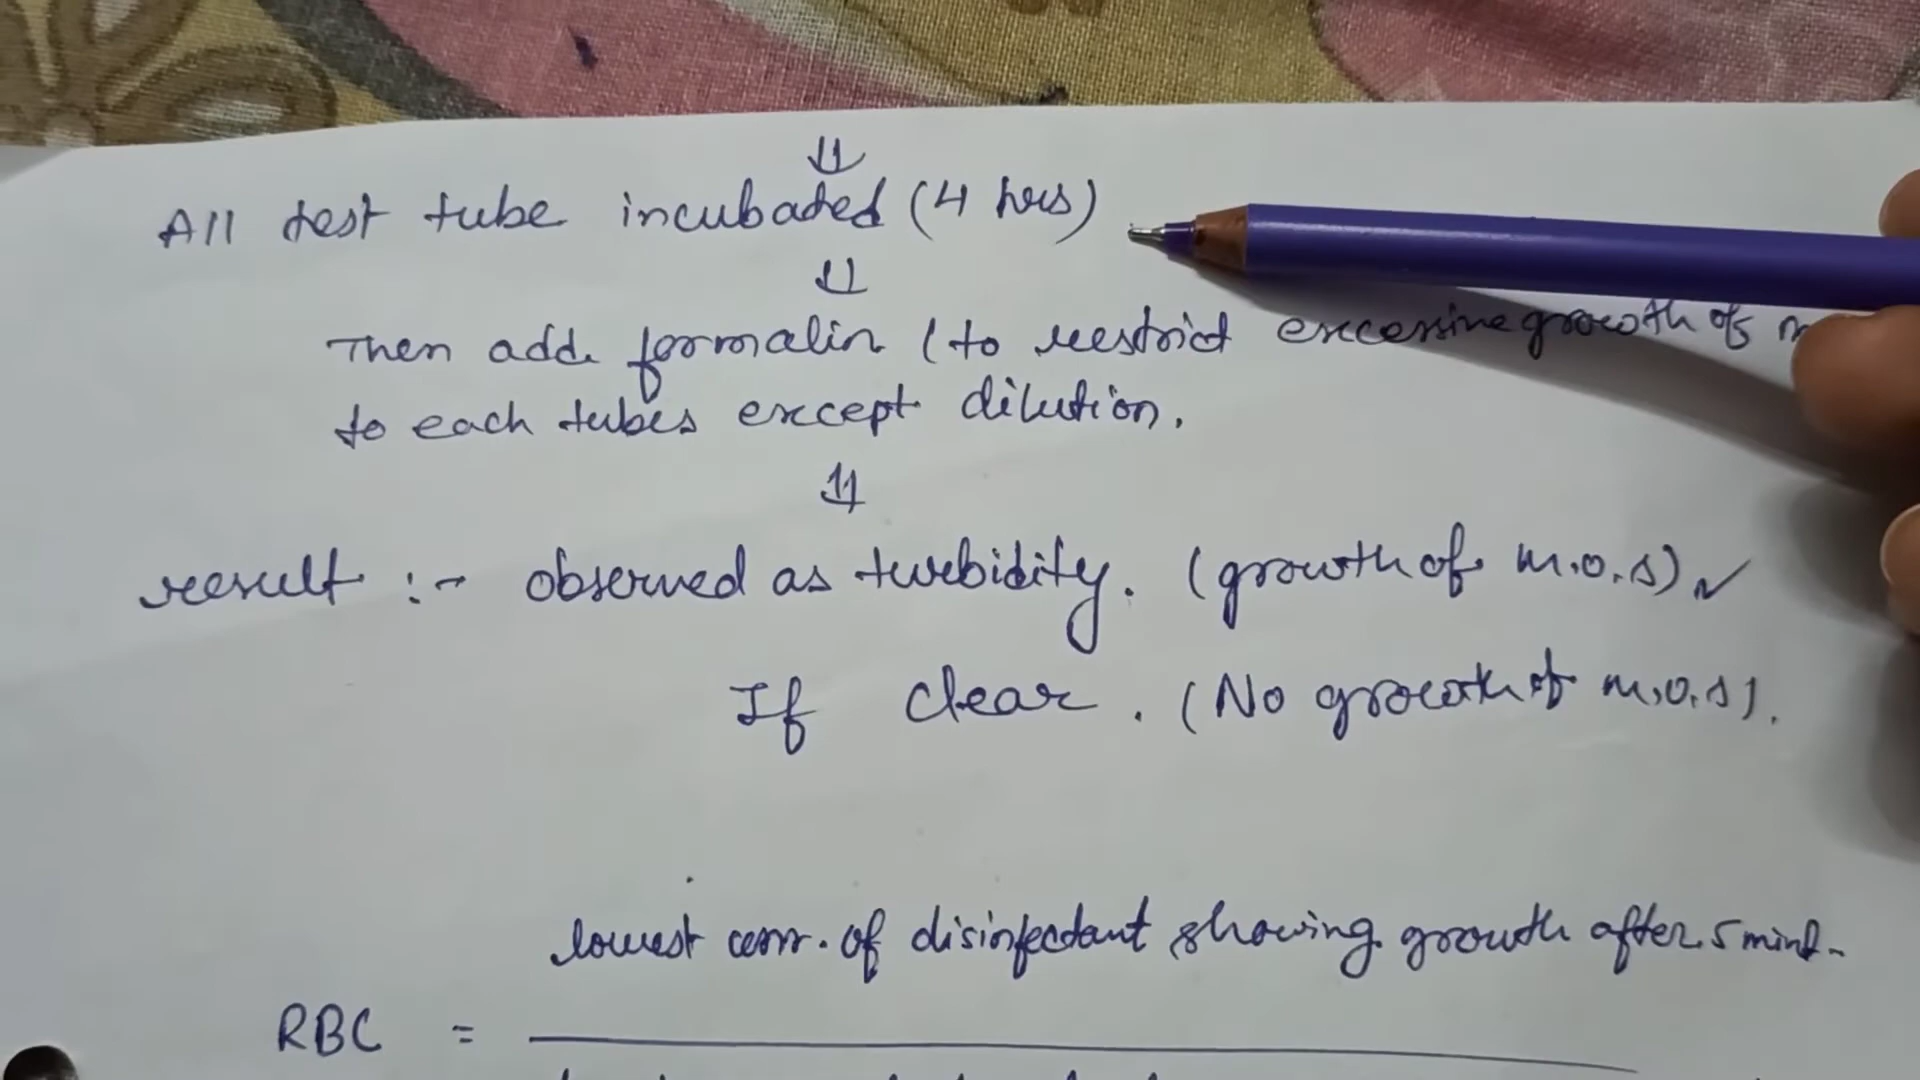 All test tube incubated (4 hrs)
Then add formalin (to restrict excessive growth of
to each tubes except dilution.
result :- observed as turbidity. (growth of m.o.s) ✓
If clear. (No growth of m.o.s).
lowest conr. of disinfectant showing growth after 5 mint.
RBC =